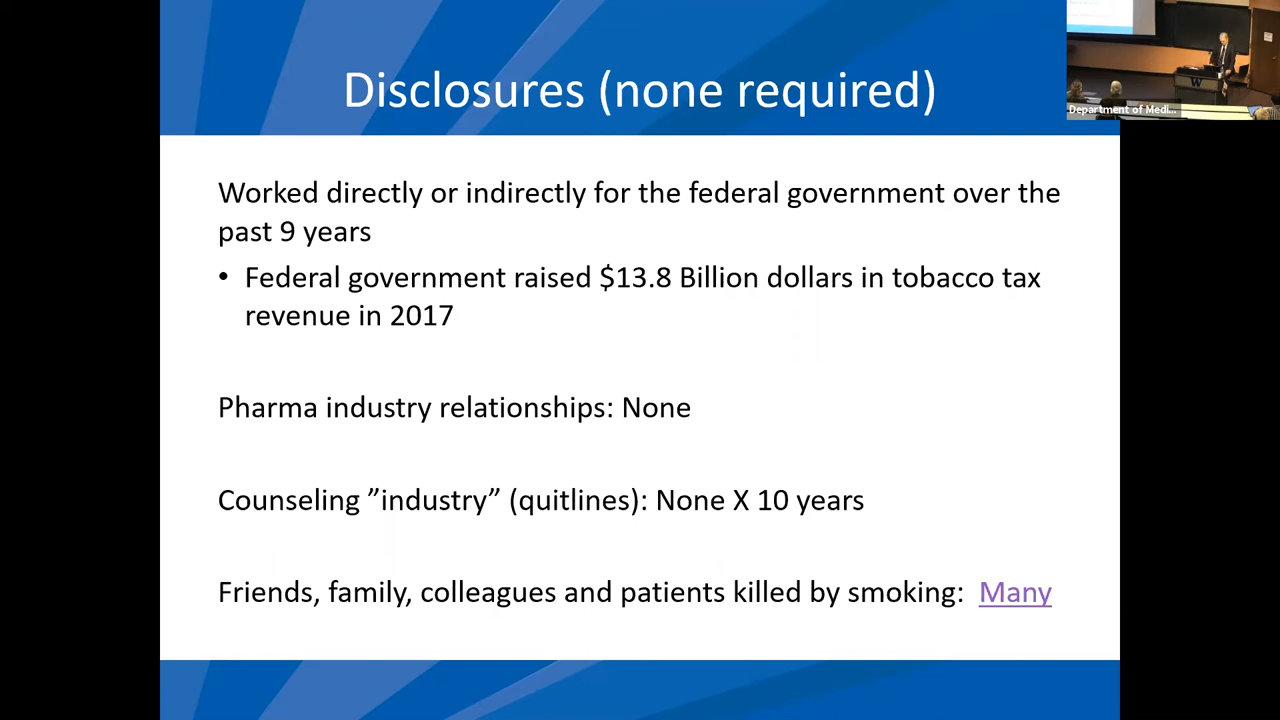 Disclosures (none required)
Department of Medi...
W
Worked directly or indirectly for the federal government over the
past 9 years
• Federal government raised $13.8 Billion dollars in tobacco tax
revenue in 2017
Pharma industry relationships: None
Counseling ”industry” (quitlines): None X 10 years
Friends, family, colleagues and patients killed by smoking: Many